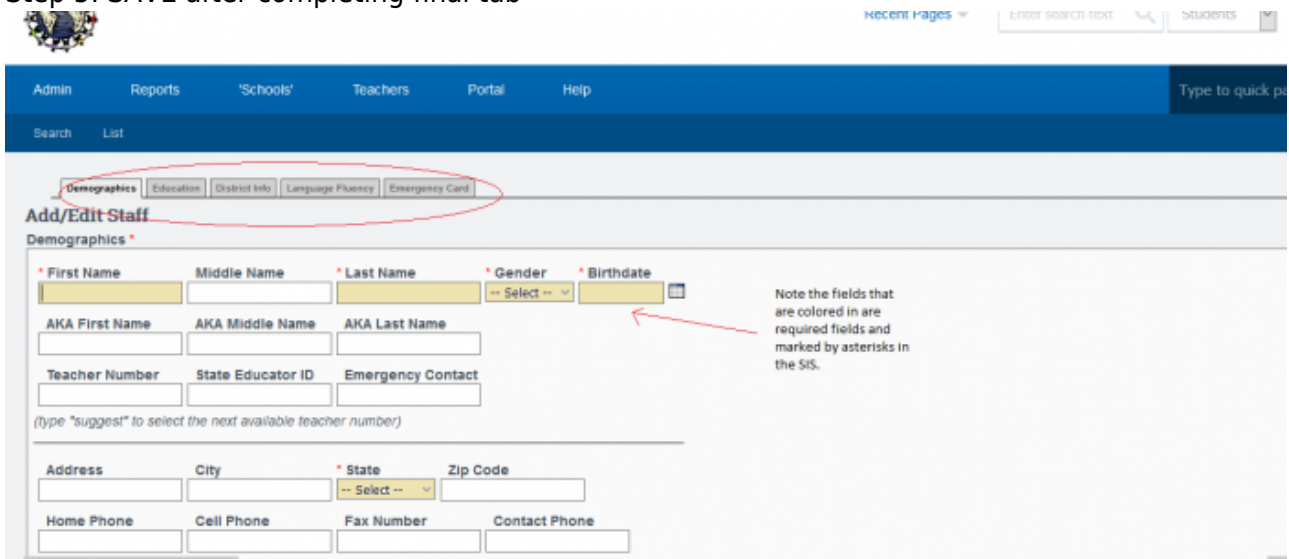 Step 5: SAVE after completing final tab
Recent Pages Enter search text Students
Admin Reports 'Schools' Teachers Portal Help Type to quick pa
Search List
Demographics Education District Info Language Fluency Emergency Card
Add/Edit Staff
Demographics *
* First Name Middle Name * Last Name * Gender * Birthdate
-- Select --
AKA First Name AKA Middle Name AKA Last Name
Teacher Number State Educator ID Emergency Contact
(type "suggest" to select the next available teacher number)
Note the fields that
are colored in are
required fields and
marked by asterisks in
the SIS.
Address City * State Zip Code
-- Select --
Home Phone Cell Phone Fax Number Contact Phone